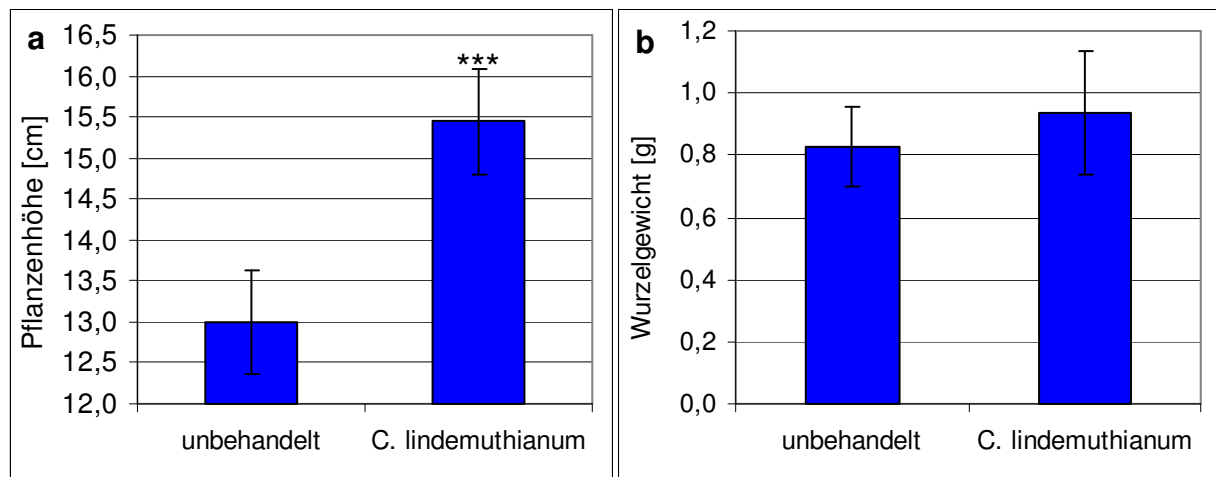 a
Pflanzenhöhe [cm]
16,5
16,0
15,5
15,0
14,5
14,0
13,5
13,0
12,5
12,0
***
unbehandelt
C. lindemuthianum
b
Wurzelgewicht [g]
1,2
1,0
0,8
0,6
0,4
0,2
0,0
unbehandelt
C. lindemuthianum